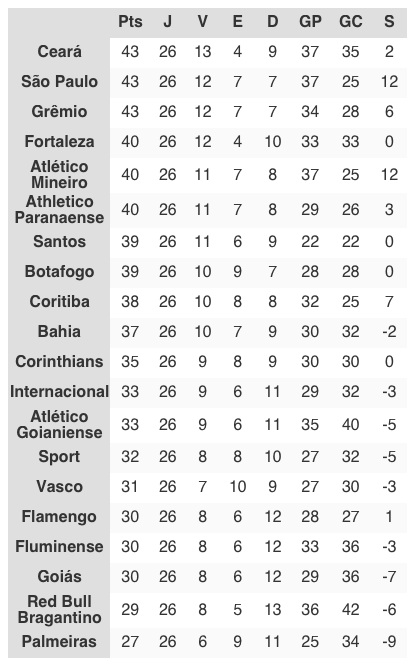 Pts J V E D GP GC S
Ceará 43 26 13 4 9 37 35 2
São Paulo 43 26 12 7 7 37 25 12
Grêmio 43 26 12 7 7 34 28 6
Fortaleza 40 26 12 4 10 33 33 0
Atlético
Mineiro 40 26 11 7 8 37 25 12
Athletico
Paranaense 40 26 11 7 8 29 26 3
Santos 39 26 11 6 9 22 22 0
Botafogo 39 26 10 9 7 28 28 0
Coritiba 38 26 10 8 8 32 25 7
Bahia 37 26 10 7 9 30 32 -2
Corinthians 35 26 9 8 9 30 30 0
Internacional 33 26 9 6 11 29 32 -3
Atlético
Goianiense 33 26 9 6 11 35 40 -5
Sport 32 26 8 8 10 27 32 -5
Vasco 31 26 7 10 9 27 30 -3
Flamengo 30 26 8 6 12 28 27 1
Fluminense 30 26 8 6 12 33 36 -3
Goiás 30 26 8 6 12 29 36 -7
Red Bull
Bragantino 29 26 8 5 13 36 42 -6
Palmeiras 27 26 6 9 11 25 34 -9